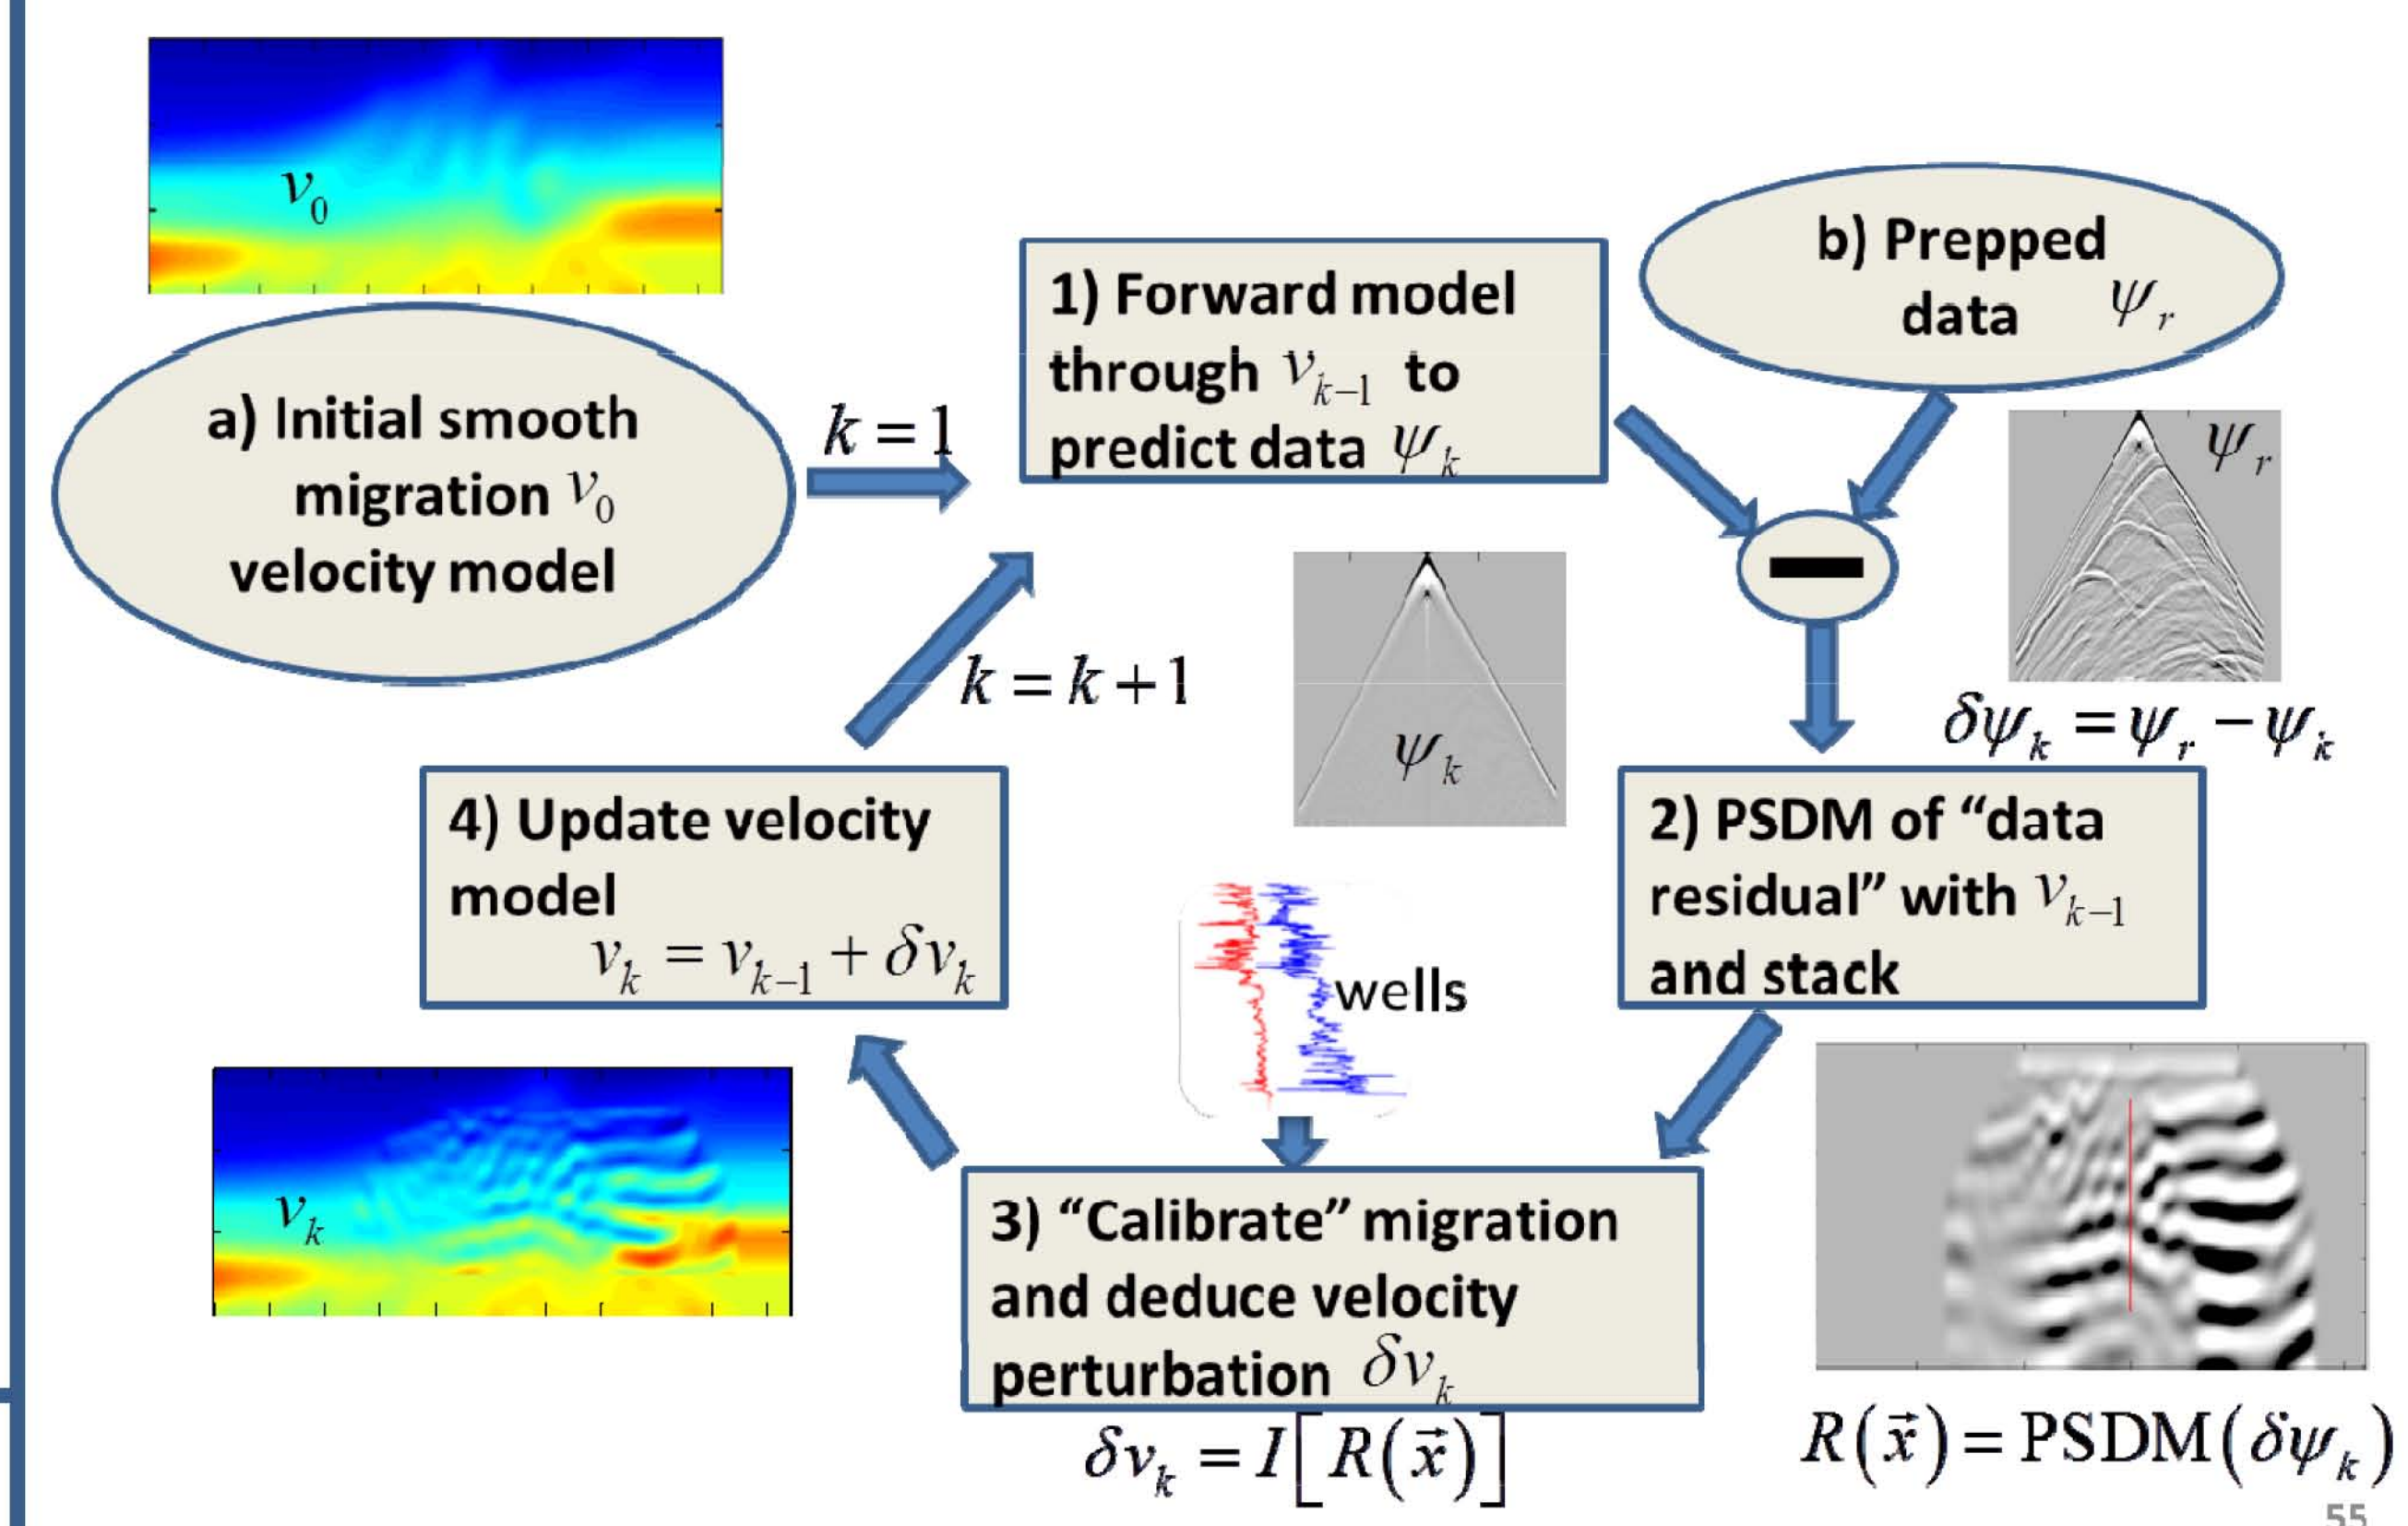 v₀
a) Initial smooth
migration v₀
velocity model
k = 1
1) Forward model
through vₖ₋₁ to
predict data ψₖ
b) Prepped
data ψᵣ
ψᵣ
ψₖ
δψₖ = ψᵣ − ψₖ
2) PSDM of “data
residual” with vₖ₋₁
and stack
R(x⃗) = PSDM(δψₖ)
wells
3) “Calibrate” migration
and deduce velocity
perturbation δvₖ
δvₖ = I[R(x⃗)]
4) Update velocity
model
vₖ = vₖ₋₁ + δvₖ
vₖ
k = k + 1
55